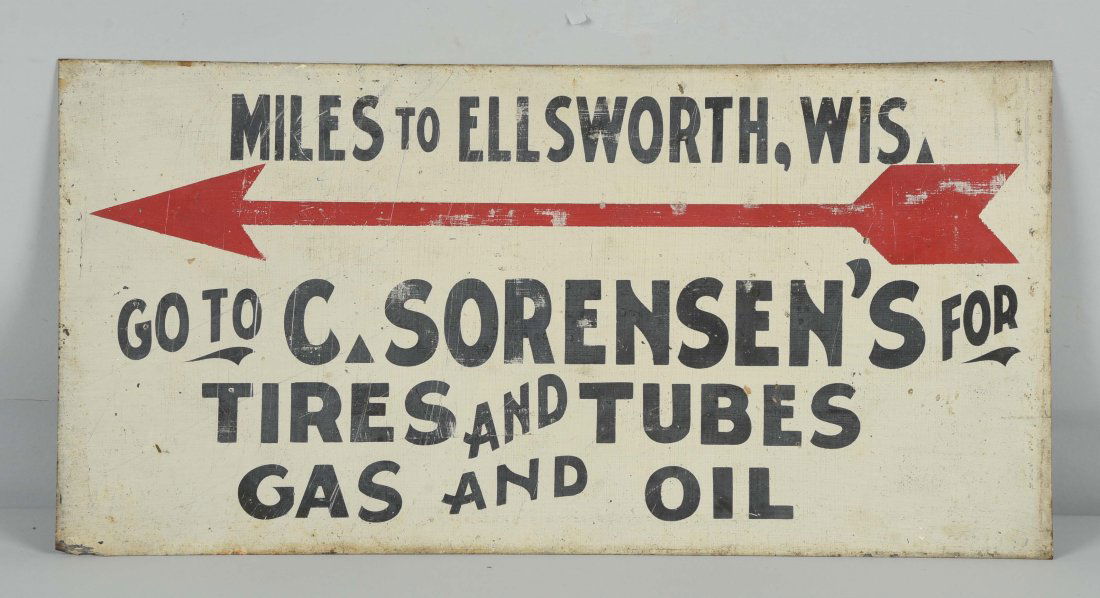 MILES TO ELLSWORTH, WIS.
GO TO C. SORENSEN'S FOR
TIRES AND TUBES
GAS AND OIL